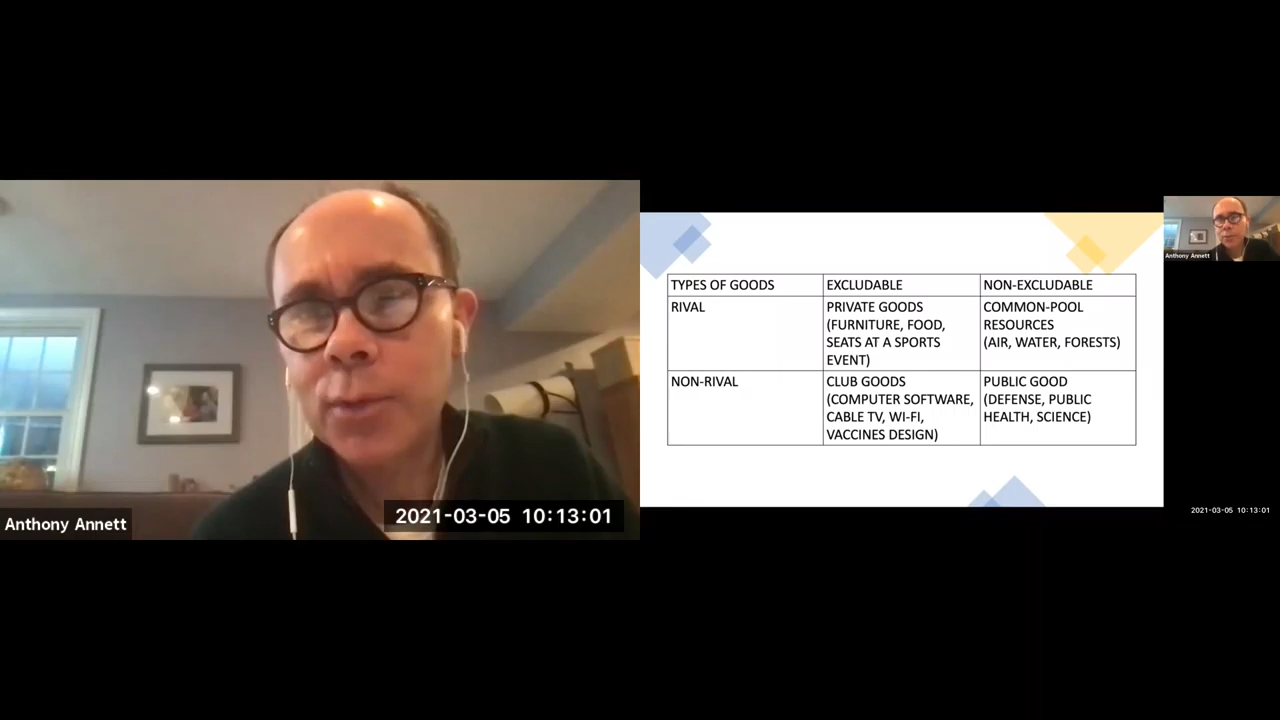 Anthony Annett
2021-03-05 10:13:01
TYPES OF GOODS
EXCLUDABLE
NON-EXCLUDABLE
RIVAL
PRIVATE GOODS
(FURNITURE, FOOD,
SEATS AT A SPORTS
EVENT)
COMMON-POOL
RESOURCES
(AIR, WATER, FORESTS)
NON-RIVAL
CLUB GOODS
(COMPUTER SOFTWARE,
CABLE TV, WI-FI,
VACCINES DESIGN)
PUBLIC GOOD
(DEFENSE, PUBLIC
HEALTH, SCIENCE)
Anthony Annett
2021-03-05 10:13:01